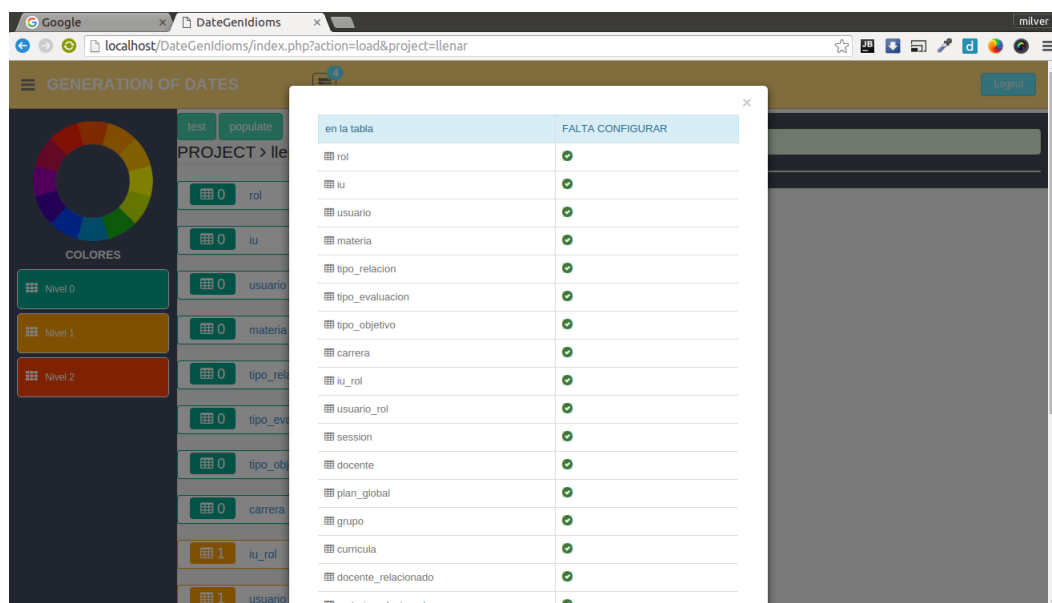 Google
DateGenIdioms
milver
localhost/DateGenIdioms/index.php?action=load&project=llenar
JB
d
GENERATION OF DATES
4
Logout
×
test
populate
PROJECT > lle
COLORES
Nivel 0
Nivel 1
Nivel 2
0 rol
0 iu
0 usuario
0 materia
0 tipo_rela
0 tipo_eva
0 tipo_obj
0 carrera
1 iu_rol
1 usuario
en la tabla FALTA CONFIGURAR
rol
iu
usuario
materia
tipo_relacion
tipo_evaluacion
tipo_objetivo
carrera
iu_rol
usuario_rol
session
docente
plan_global
grupo
curricula
docente_relacionado